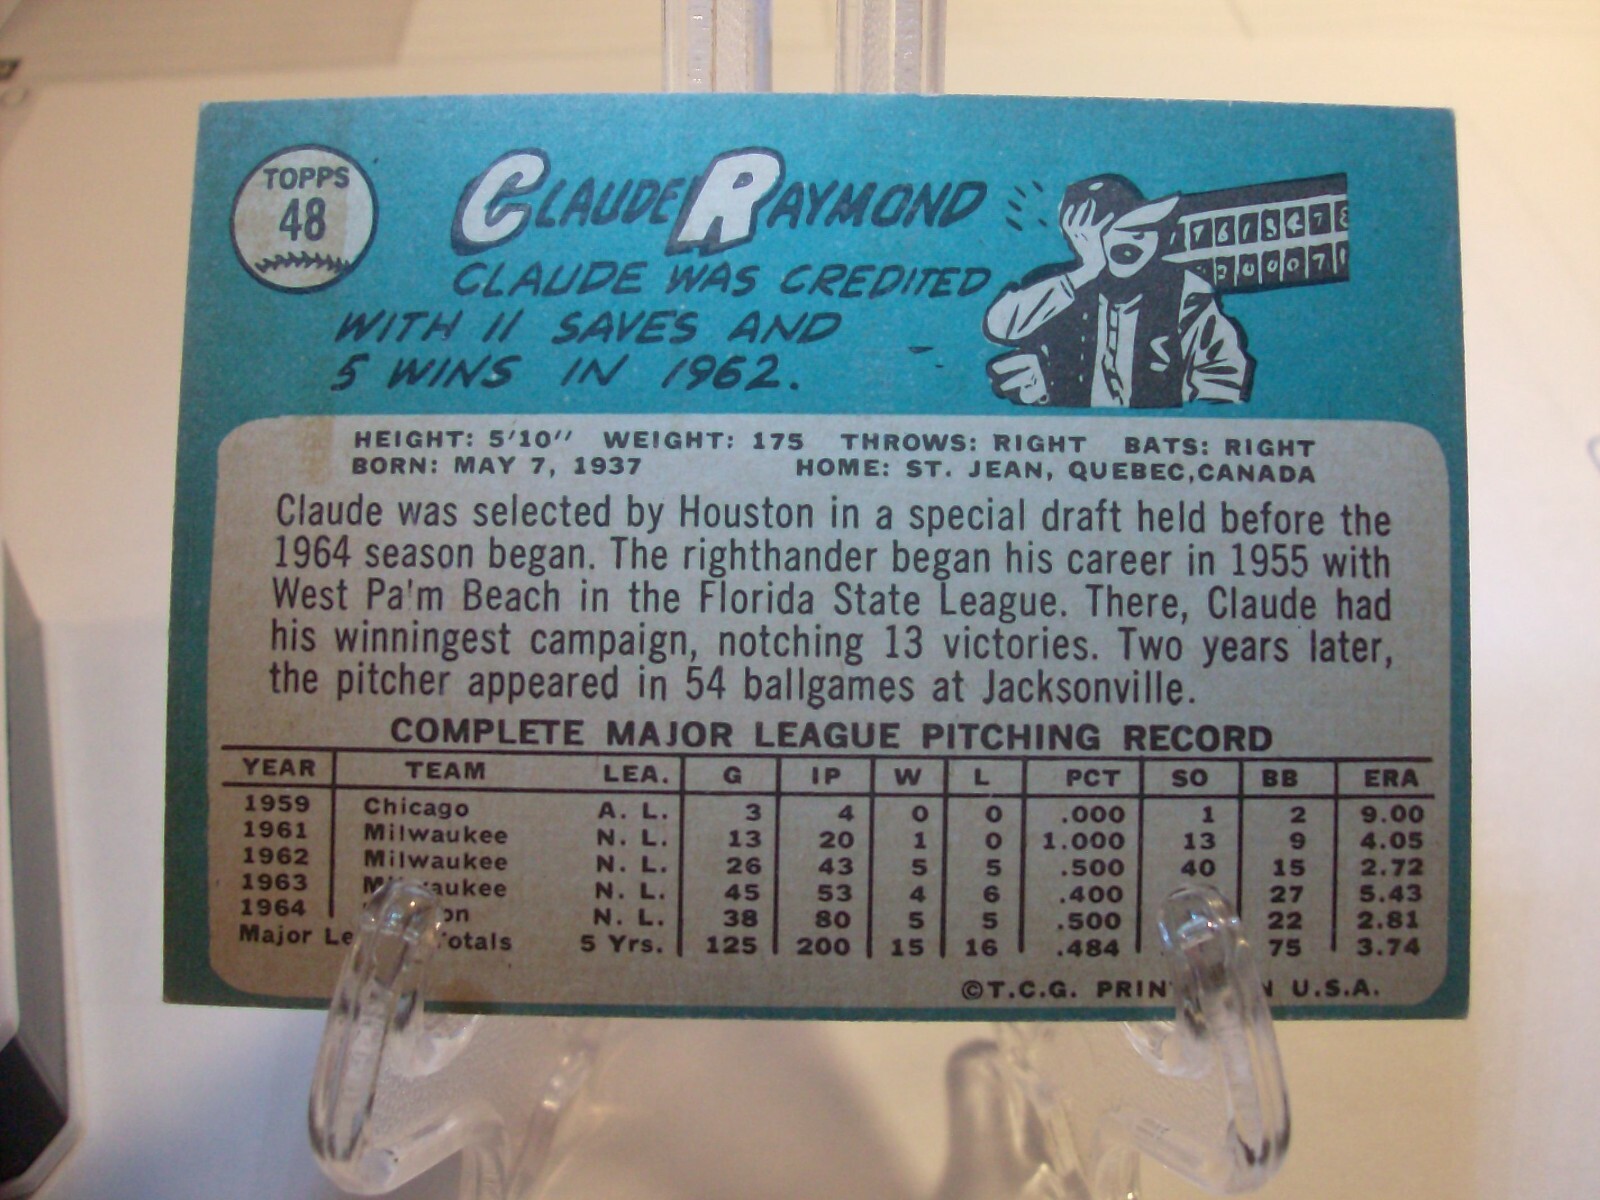 TOPPS
48
CLAUDE RAYMOND
CLAUDE WAS CREDITED
WITH 11 SAVES AND
5 WINS IN 1962.
HEIGHT: 5'10" WEIGHT: 175 THROWS: RIGHT BATS: RIGHT
BORN: MAY 7, 1937 HOME: ST. JEAN, QUEBEC,CANADA
Claude was selected by Houston in a special draft held before the
1964 season began. The righthander began his career in 1955 with
West Pa'm Beach in the Florida State League. There, Claude had
his winningest campaign, notching 13 victories. Two years later,
the pitcher appeared in 54 ballgames at Jacksonville.
COMPLETE MAJOR LEAGUE PITCHING RECORD
YEAR TEAM LEA. G IP W L PCT SO BB ERA
1959 Chicago A. L. 3 4 0 0 .000 1 2 9.00
1961 Milwaukee N. L. 13 20 1 0 1.000 13 9 4.05
1962 Milwaukee N. L. 26 43 5 5 .500 40 15 2.72
1963 Milwaukee N. L. 45 53 4 6 .400 27 5.43
1964 N. L. 38 80 5 5 .500 22 2.81
Major Totals 5 Yrs. 125 200 15 16 .484 75 3.74
©T.C.G. U.S.A.